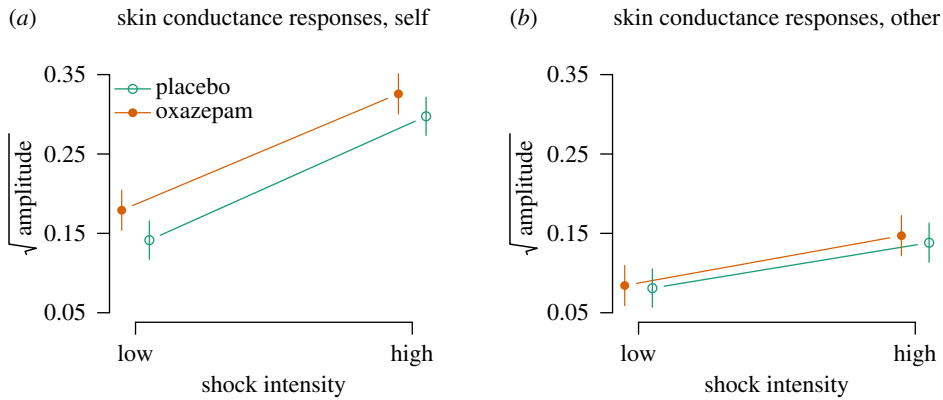 (a) skin conductance responses, self
0.35
0.25
0.15
0.05
√amplitude
placebo
oxazepam
low
high
shock intensity
(b) skin conductance responses, other
0.35
0.25
0.15
0.05
√amplitude
low
high
shock intensity